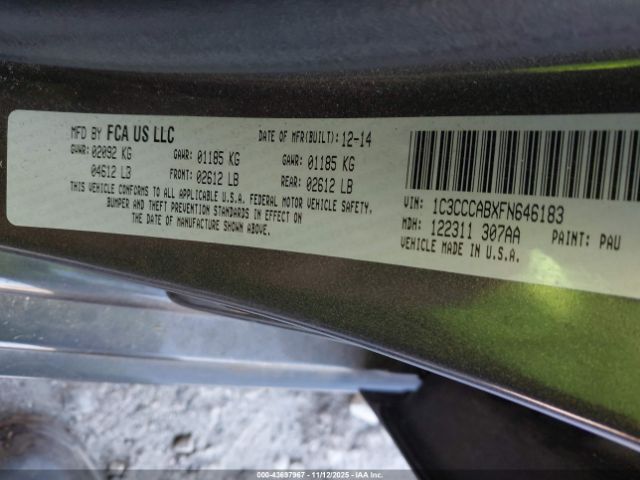 MFD BY FCA US LLC DATE OF MFR(BUILT): 12-14
GVWR: 02092 KG GAWR: 01185 KG GAWR: 01185 KG
04612 LB FRONT: 02612 LB REAR: 02612 LB
THIS VEHICLE CONFORMS TO ALL APPLICABLE U.S.A. FEDERAL MOTOR VEHICLE SAFETY,
BUMPER AND THEFT PREVENTION STANDARDS IN EFFECT ON
THE DATE OF MANUFACTURE SHOWN ABOVE.
VIN: 1C3CCCABXFN646183
MDH: 122311 307AA PAINT: PAU
VEHICLE MADE IN U.S.A.
00-43697967 - 11/12/2025 - IAAI.COM